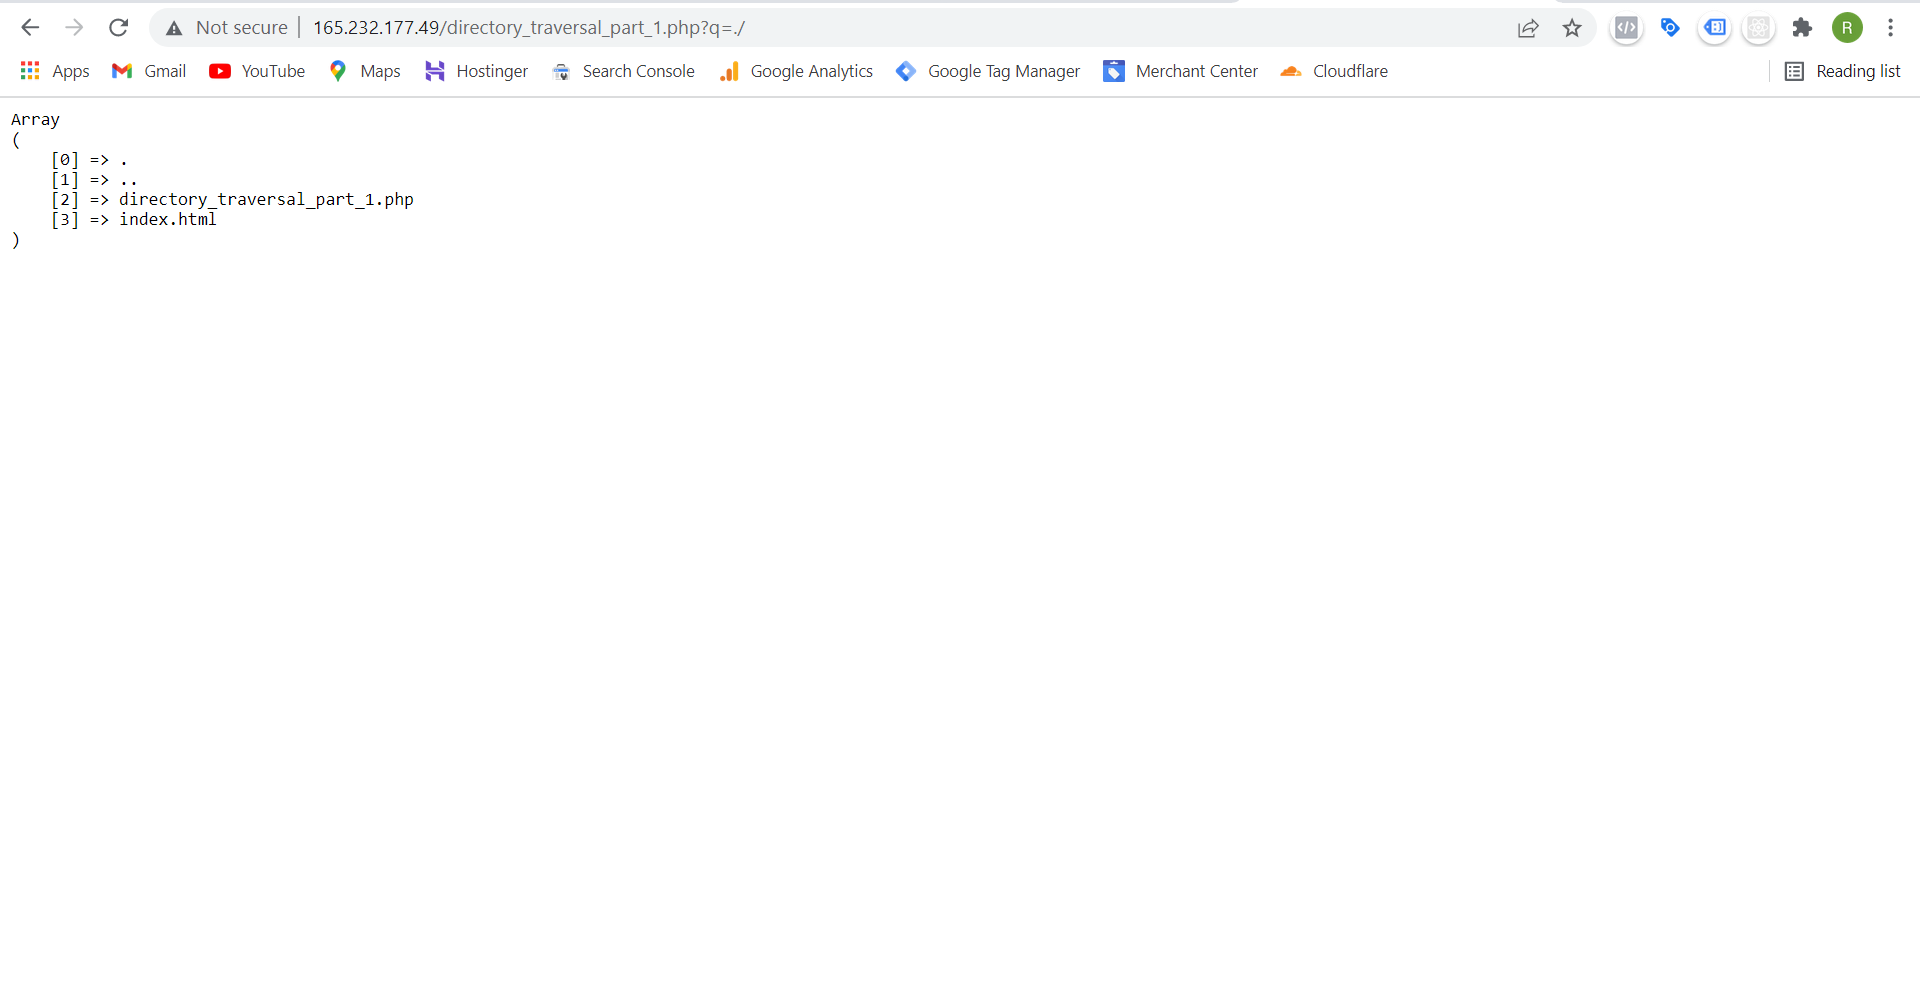 Not secure | 165.232.177.49/directory_traversal_part_1.php?q=./ R
Apps Gmail YouTube Maps Hostinger Search Console Google Analytics Google Tag Manager Merchant Center Cloudflare Reading list
Array
(
    [0] => .
    [1] => ..
    [2] => directory_traversal_part_1.php
    [3] => index.html
)